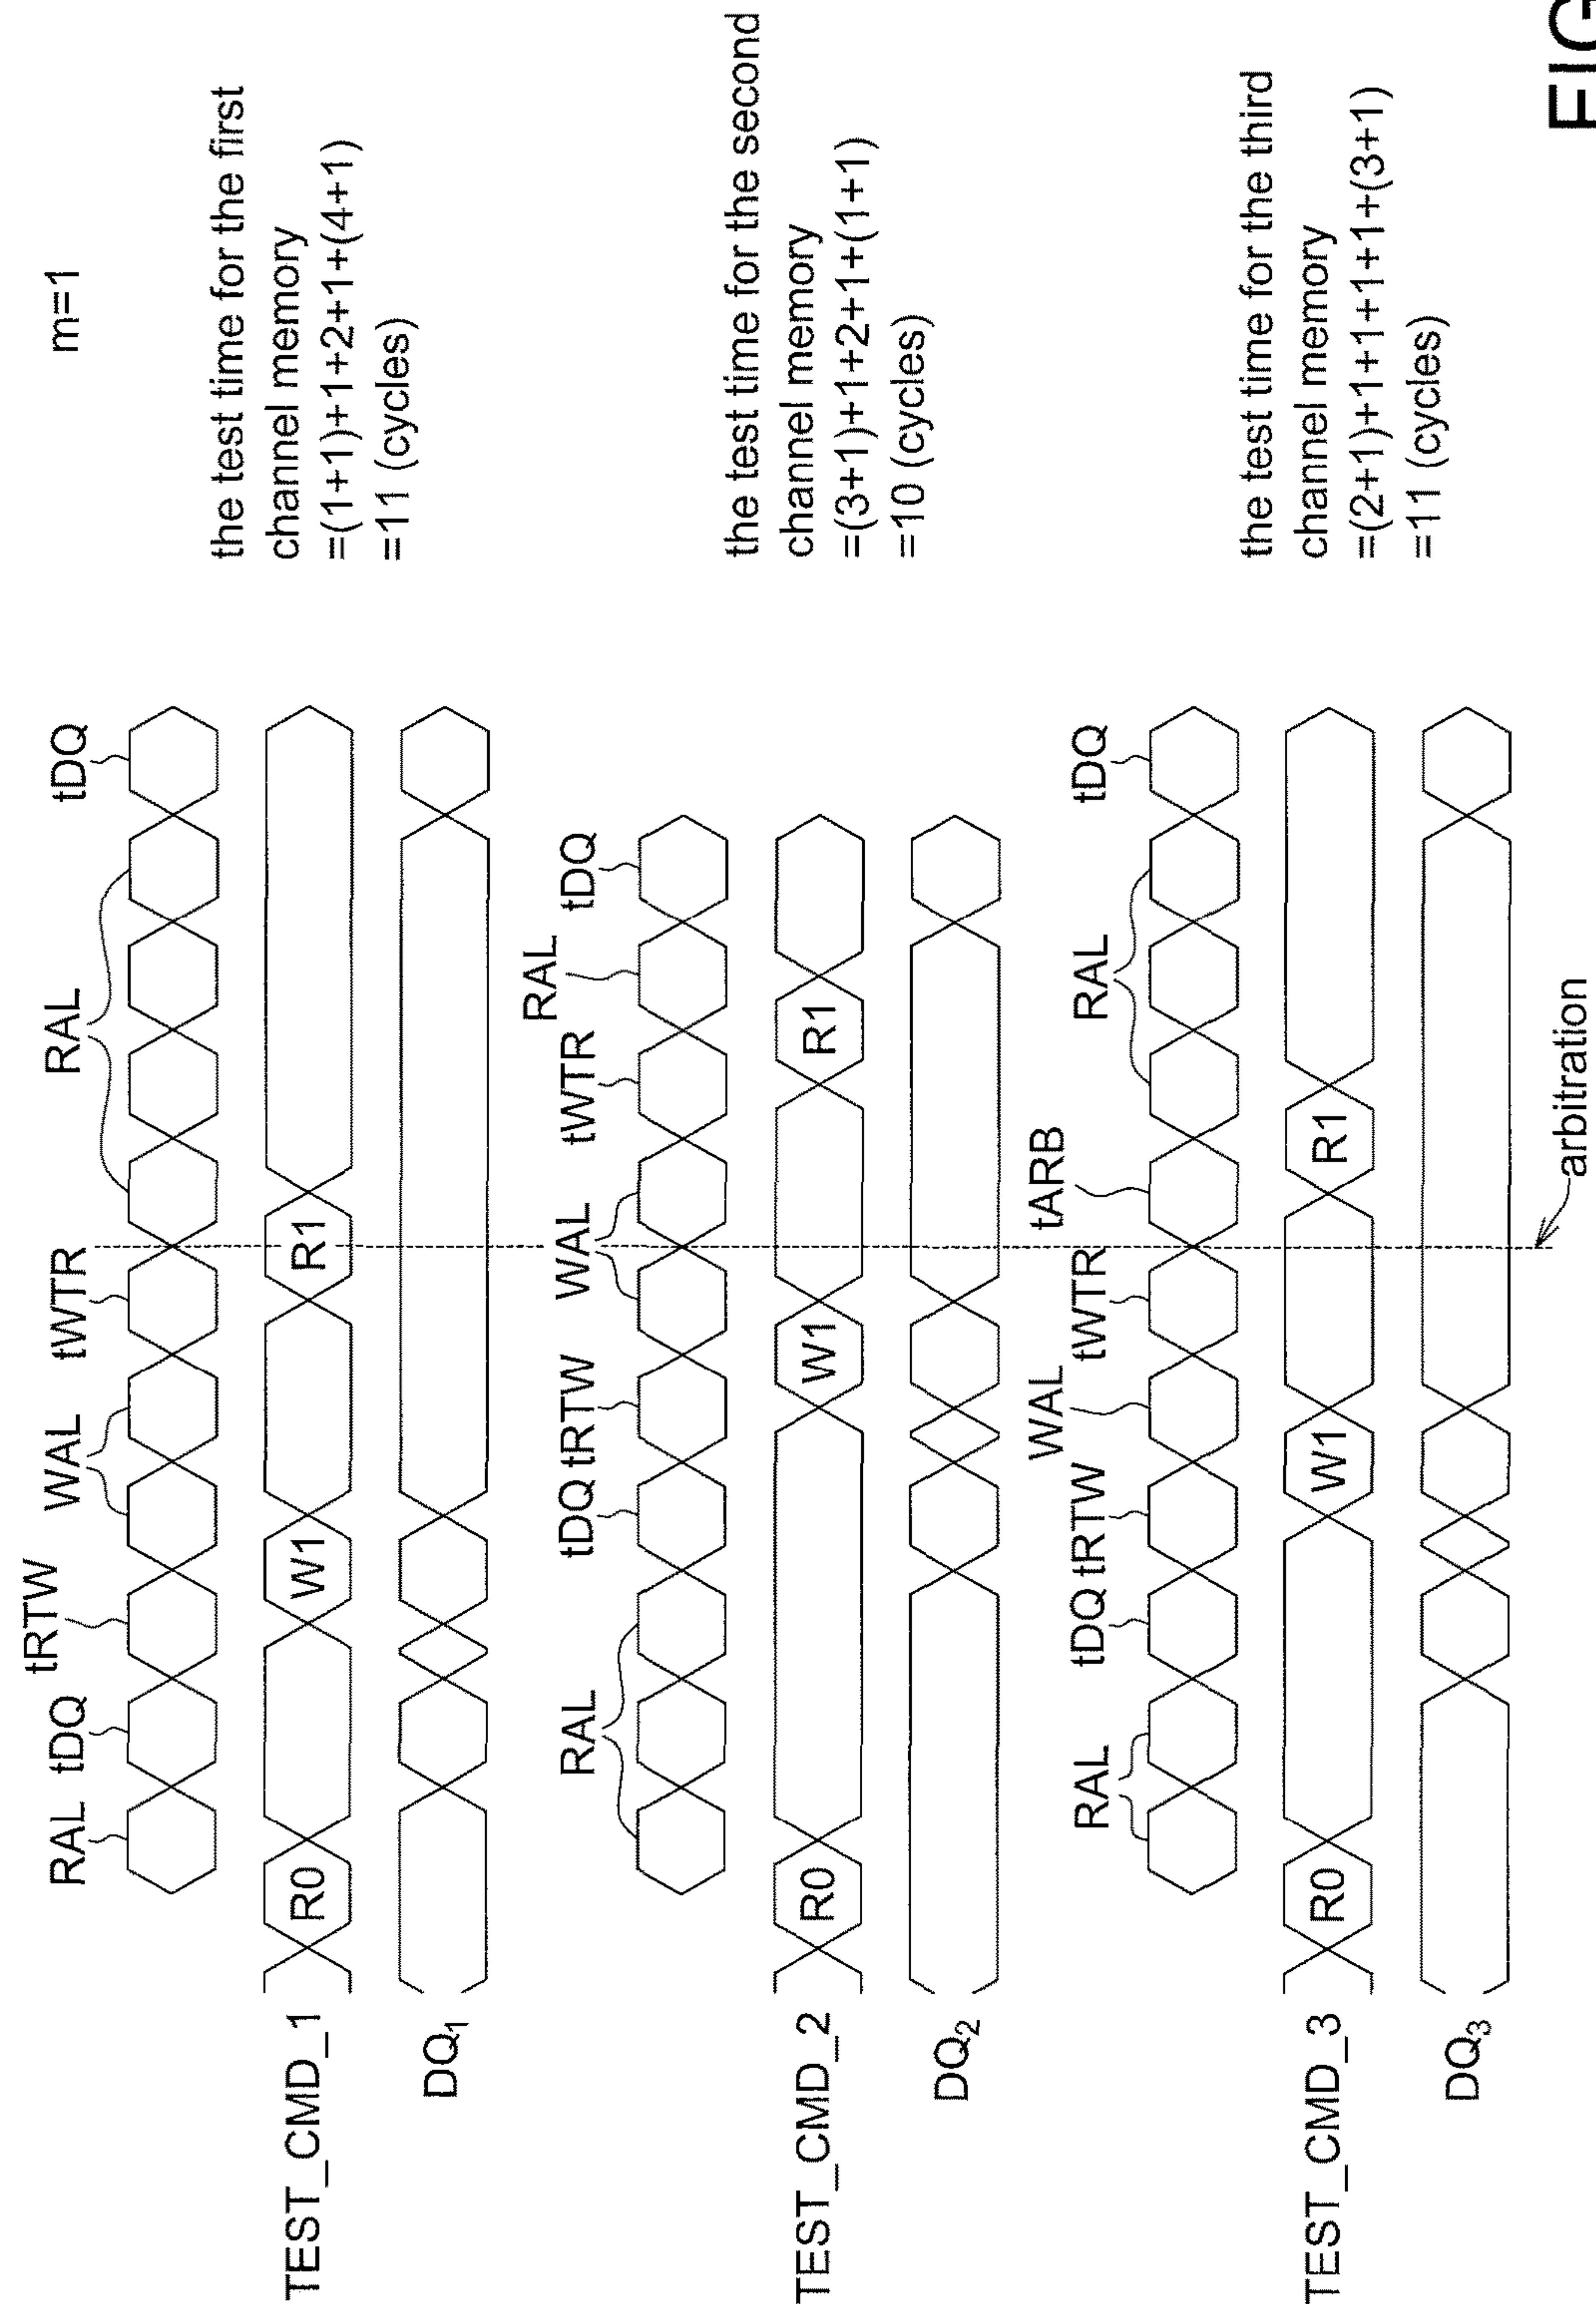 m=1
RAL tDQ tRTW WAL tWTR RAL tDQ
TEST_CMD_1 R0 W1 R1
DQ1
the test time for the first
channel memory
=(1+1)+1+2+1+(4+1)
=11 (cycles)
RAL tDQ tRTW WAL tWTR RAL tDQ
TEST_CMD_2 R0 W1 R1
DQ2
the test time for the second
channel memory
=(3+1)+1+2+1+(1+1)
=10 (cycles)
RAL tDQ tRTW WAL tWTR tARB RAL tDQ
TEST_CMD_3 R0 W1 R1
DQ3
the test time for the third
channel memory
=(2+1)+1+1+1+1+(3+1)
=11 (cycles)
arbitration